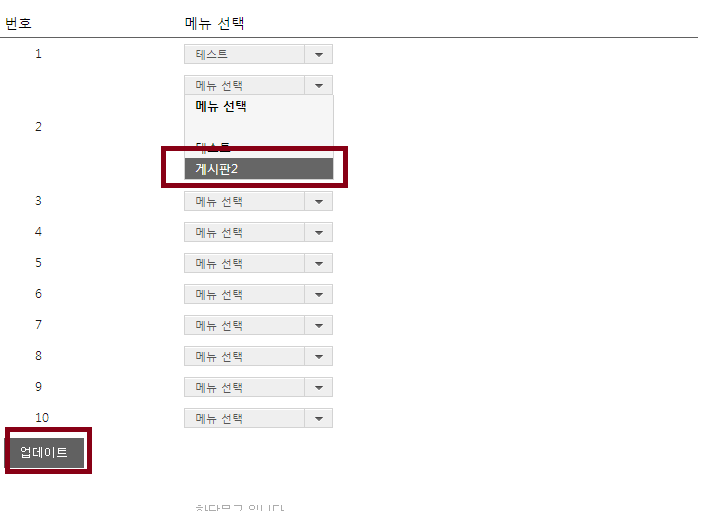 번호 메뉴 선택
1 테스트
메뉴 선택
메뉴 선택
2
테스트
게시판2
3 메뉴 선택
4 메뉴 선택
5 메뉴 선택
6 메뉴 선택
7 메뉴 선택
8 메뉴 선택
9 메뉴 선택
10 메뉴 선택
업데이트